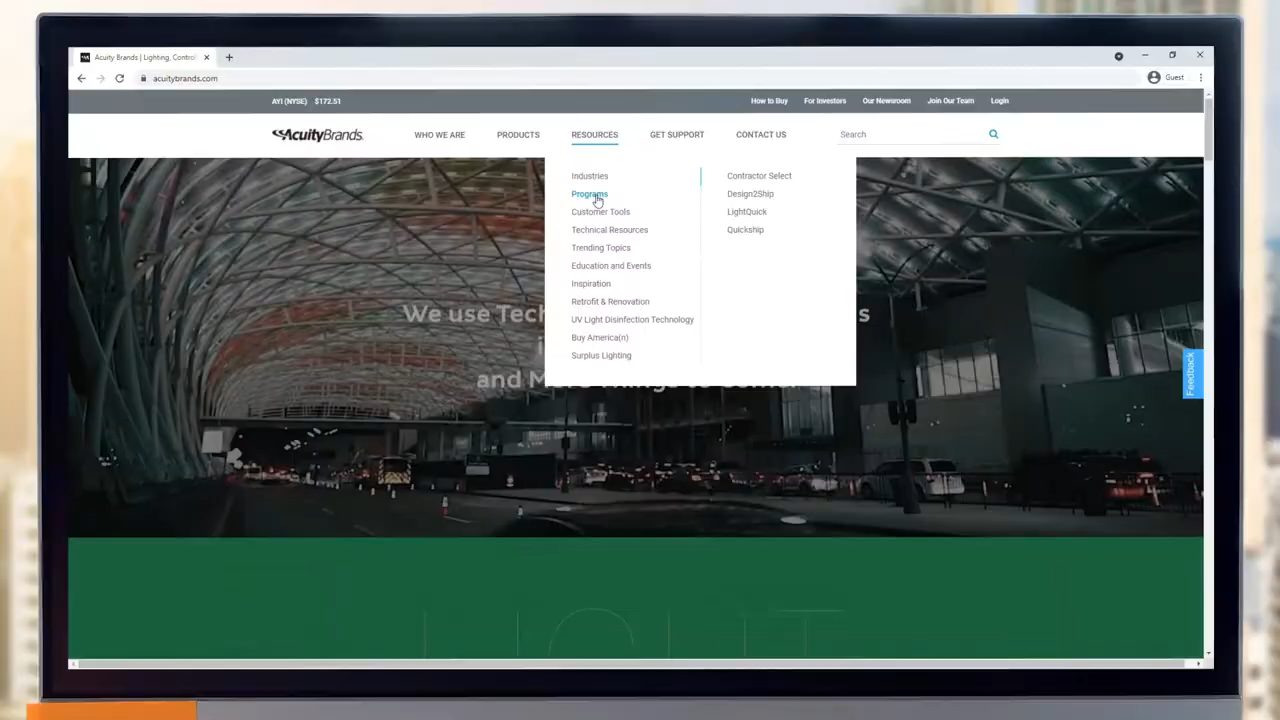 Acuity Brands | Lighting, Control
acuitybrands.com
Guest
AYI (NYSE) $172.51
How to Buy For Investors Our Newsroom Join Our Team Login
AcuityBrands.
WHO WE ARE PRODUCTS RESOURCES GET SUPPORT CONTACT US Search
Industries
Programs
Customer Tools
Technical Resources
Trending Topics
Education and Events
Inspiration
Retrofit & Renovation
UV Light Disinfection Technology
Buy America(n)
Surplus Lighting
Contractor Select
Design2Ship
LightQuick
Quickship
We use
and
Feedback